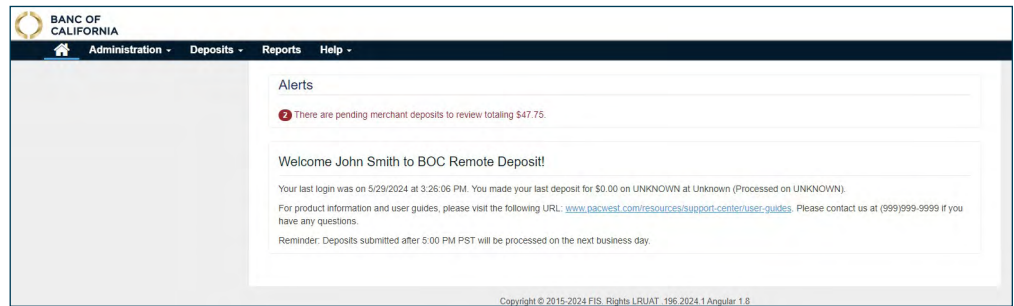 BANC OF
CALIFORNIA
Administration Deposits Reports Help
Alerts
2 There are pending merchant deposits to review totaling $47.75.
Welcome John Smith to BOC Remote Deposit!
Your last login was on 5/29/2024 at 3:26:06 PM. You made your last deposit for $0.00 on UNKNOWN at Unknown (Processed on UNKNOWN).
For product information and user guides, please visit the following URL: www.pacwest.com/resources/support-center/user-guides. Please contact us at (999)999-9999 if you
have any questions.
Reminder: Deposits submitted after 5:00 PM PST will be processed on the next business day.
Copyright © 2015-2024 FIS. Rights LRUAT .196.2024.1 Angular 1.8